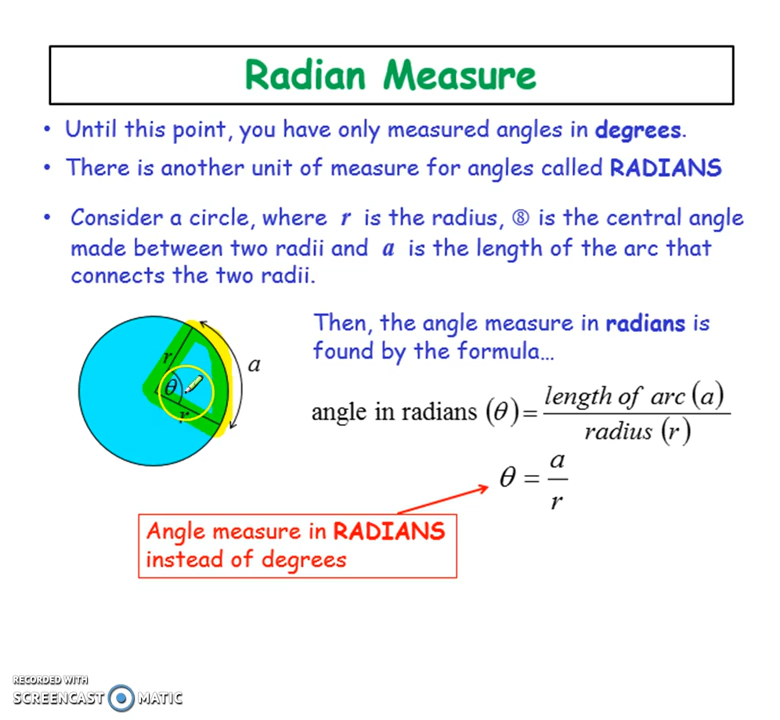 Radian Measure
• Until this point, you have only measured angles in degrees.
• There is another unit of measure for angles called RADIANS
• Consider a circle, where r is the radius, ⑧ is the central angle
made between two radii and a is the length of the arc that
connects the two radii.
Then, the angle measure in radians is
found by the formula...
r
a
θ
r
angle in radians (θ) = length of arc (a)
radius (r)
θ = a
r
Angle measure in RADIANS
instead of degrees
RECORDED WITH
SCREENCAST MATIC